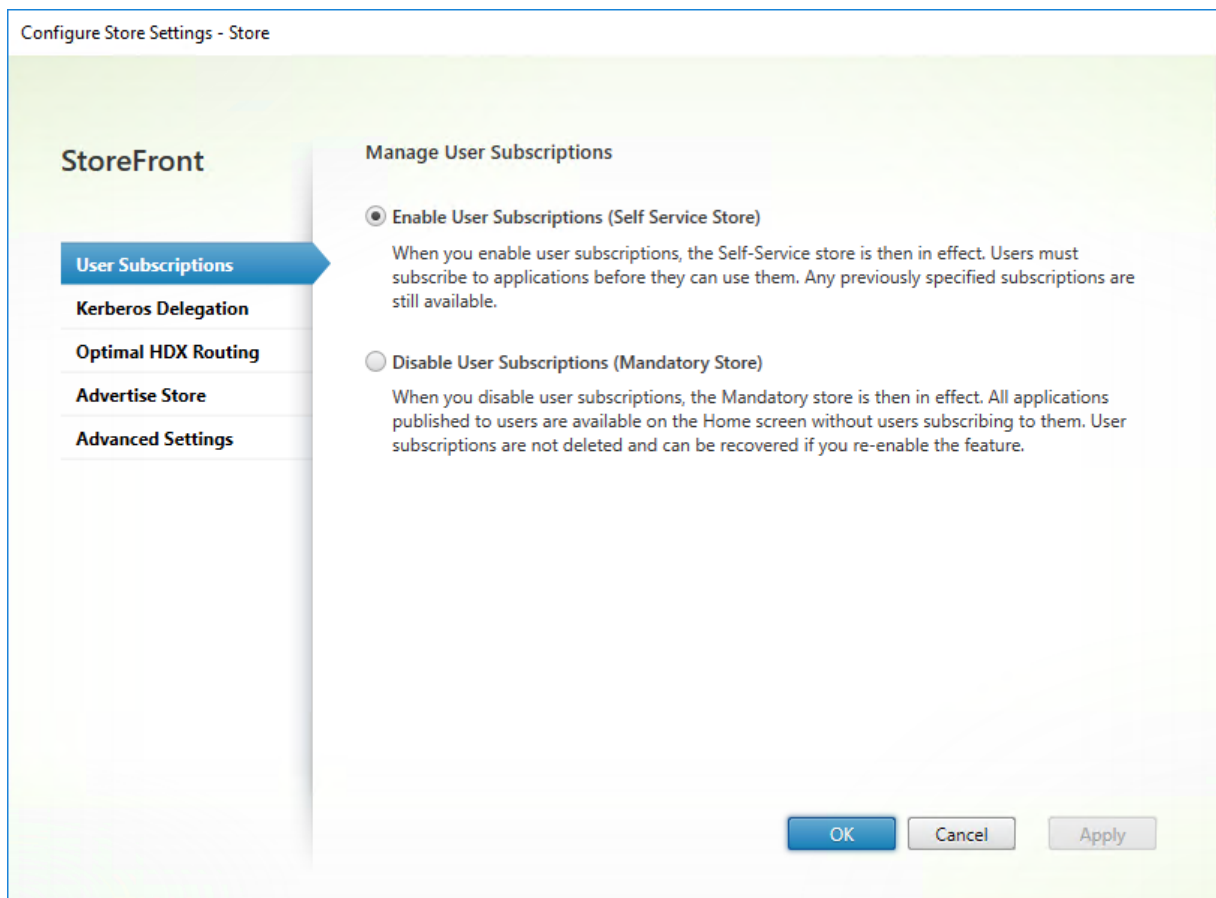 Configure Store Settings - Store
StoreFront
User Subscriptions
Kerberos Delegation
Optimal HDX Routing
Advertise Store
Advanced Settings
Manage User Subscriptions
Enable User Subscriptions (Self Service Store)
When you enable user subscriptions, the Self-Service store is then in effect. Users must
subscribe to applications before they can use them. Any previously specified subscriptions are
still available.
Disable User Subscriptions (Mandatory Store)
When you disable user subscriptions, the Mandatory store is then in effect. All applications
published to users are available on the Home screen without users subscribing to them. User
subscriptions are not deleted and can be recovered if you re-enable the feature.
OK
Cancel
Apply